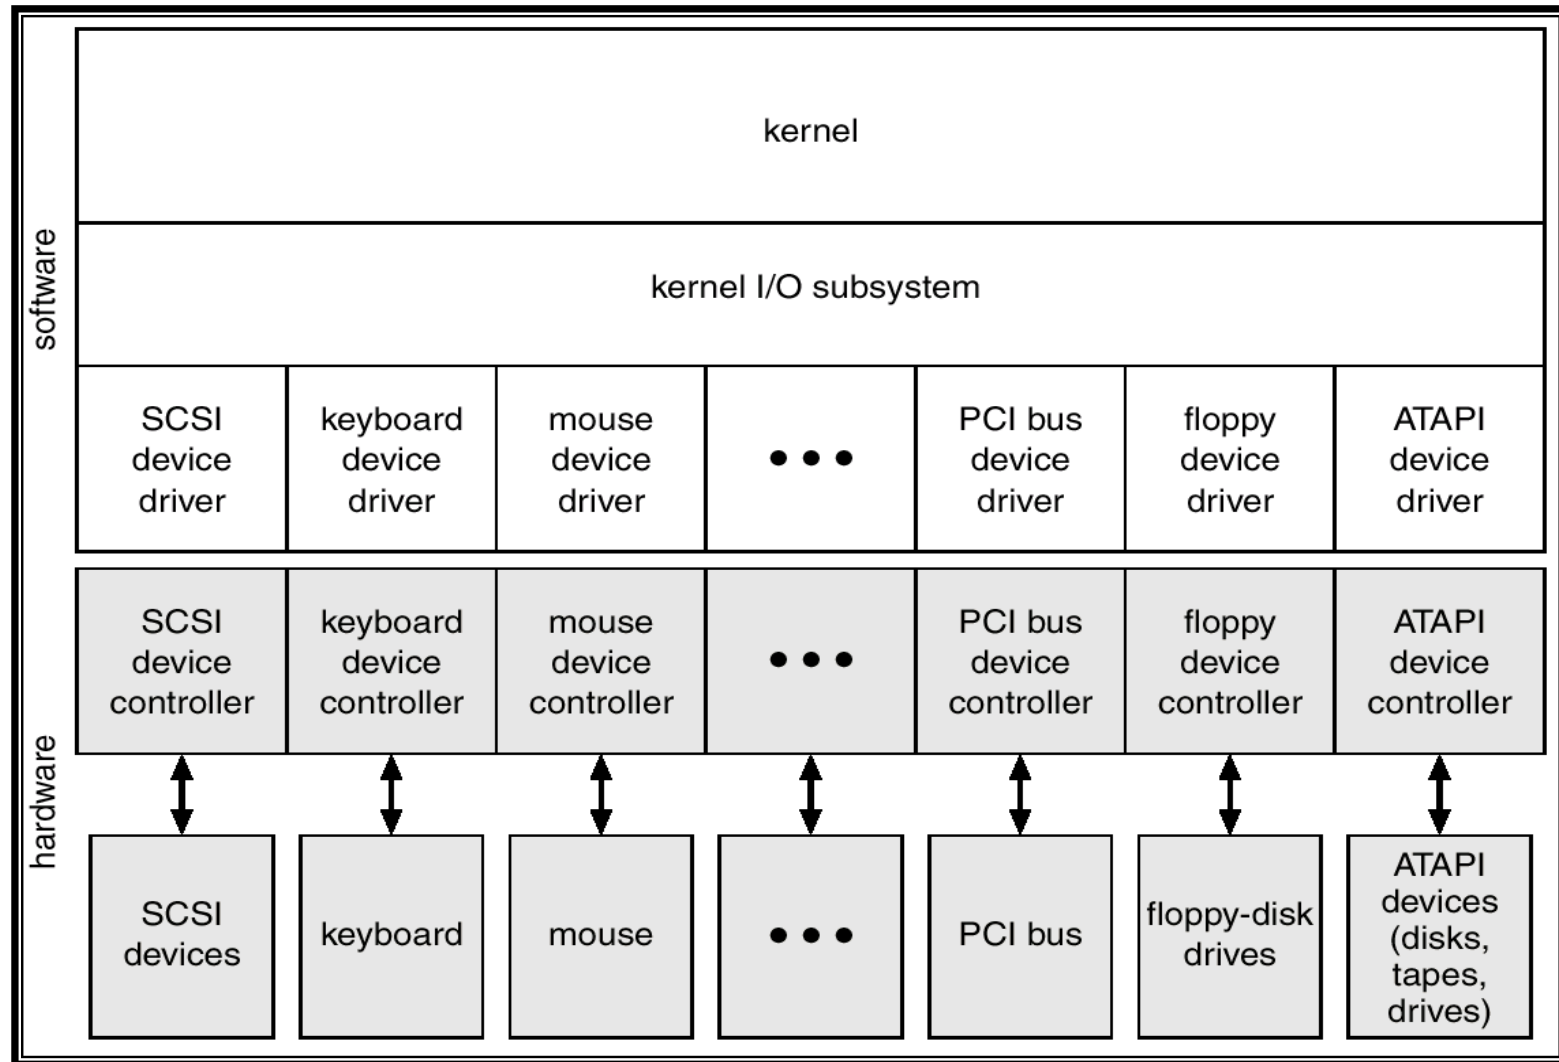 kernel
software
kernel I/O subsystem
SCSI
device
driver
keyboard
device
driver
mouse
device
driver
PCI bus
device
driver
floppy
device
driver
ATAPI
device
driver
hardware
SCSI
device
controller
keyboard
device
controller
mouse
device
controller
PCI bus
device
controller
floppy
device
controller
ATAPI
device
controller
SCSI
devices
keyboard
mouse
PCI bus
floppy-disk
drives
ATAPI
devices
(disks,
tapes,
drives)